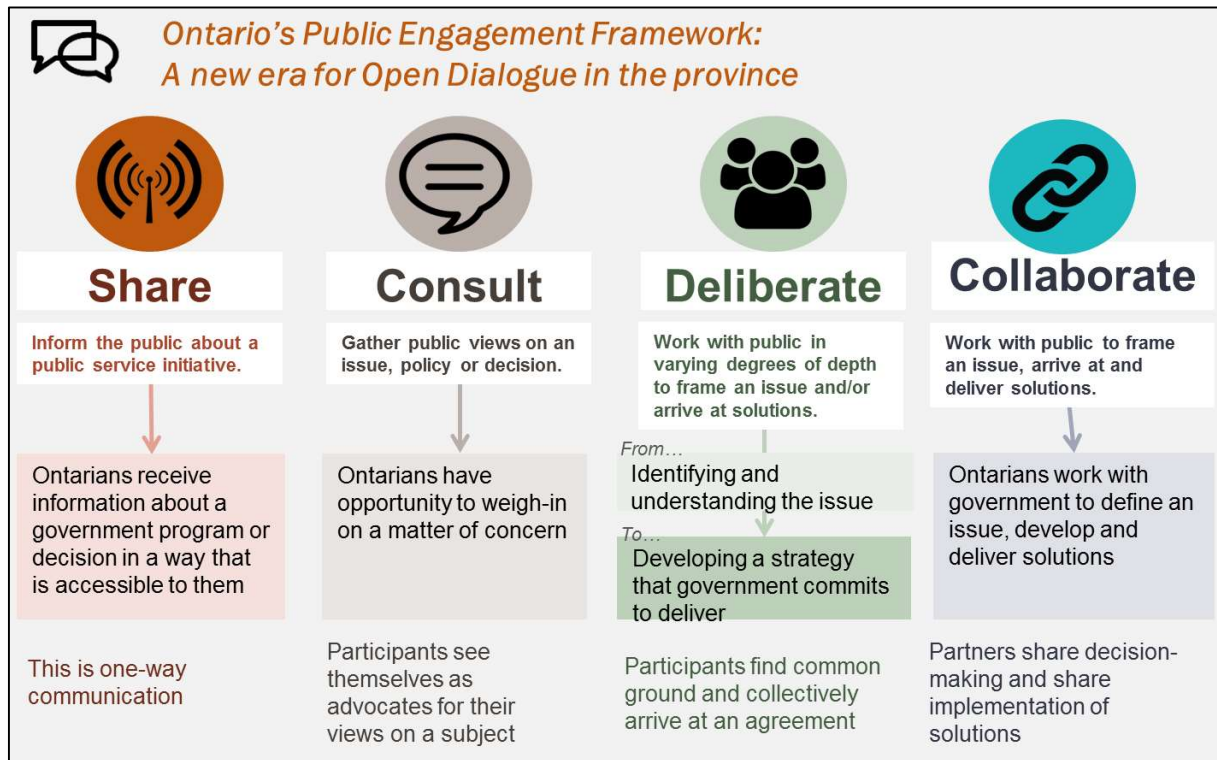 Ontario's Public Engagement Framework:
A new era for Open Dialogue in the province
Share
Inform the public about a
public service initiative.
Ontarians receive
information about a
government program or
decision in a way that
is accessible to them
This is one-way
communication
Consult
Gather public views on an
issue, policy or decision.
Ontarians have
opportunity to weigh-in
on a matter of concern
Participants see
themselves as
advocates for their
views on a subject
Deliberate
Work with public in
varying degrees of depth
to frame an issue and/or
arrive at solutions.
From...
Identifying and
understanding the issue
To...
Developing a strategy
that government commits
to deliver
Participants find common
ground and collectively
arrive at an agreement
Collaborate
Work with public to frame
an issue, arrive at and
deliver solutions.
Ontarians work with
government to define an
issue, develop and
deliver solutions
Partners share decision-
making and share
implementation of
solutions